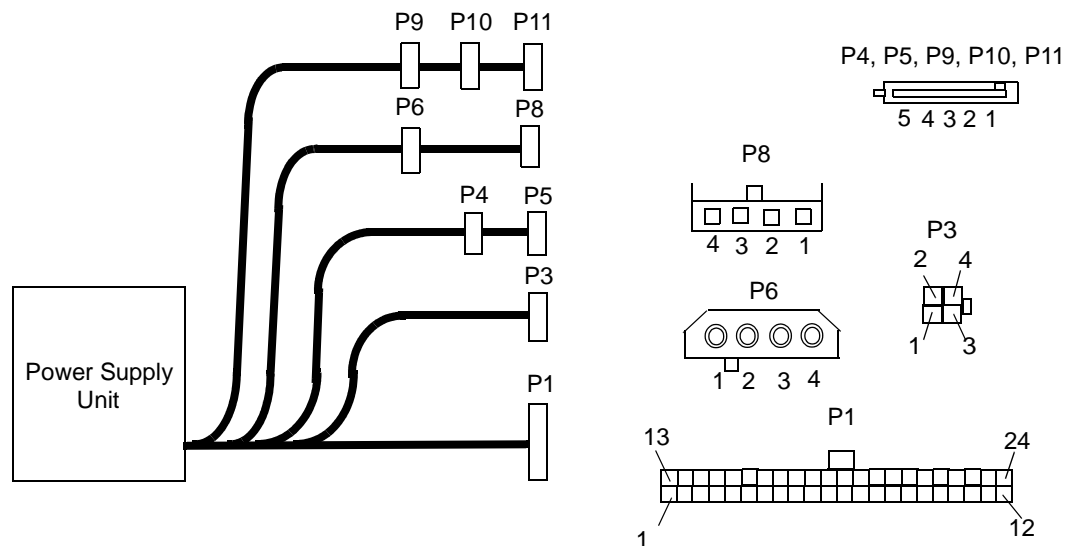 P9 P10 P11
P4, P5, P9, P10, P11
5 4 3 2 1
P6 P8
P8
4 3 2 1
P4 P5
P3
2 4
1 3
P3
P6
1 2 3 4
Power Supply
Unit
P1
P1
13 24
1 12